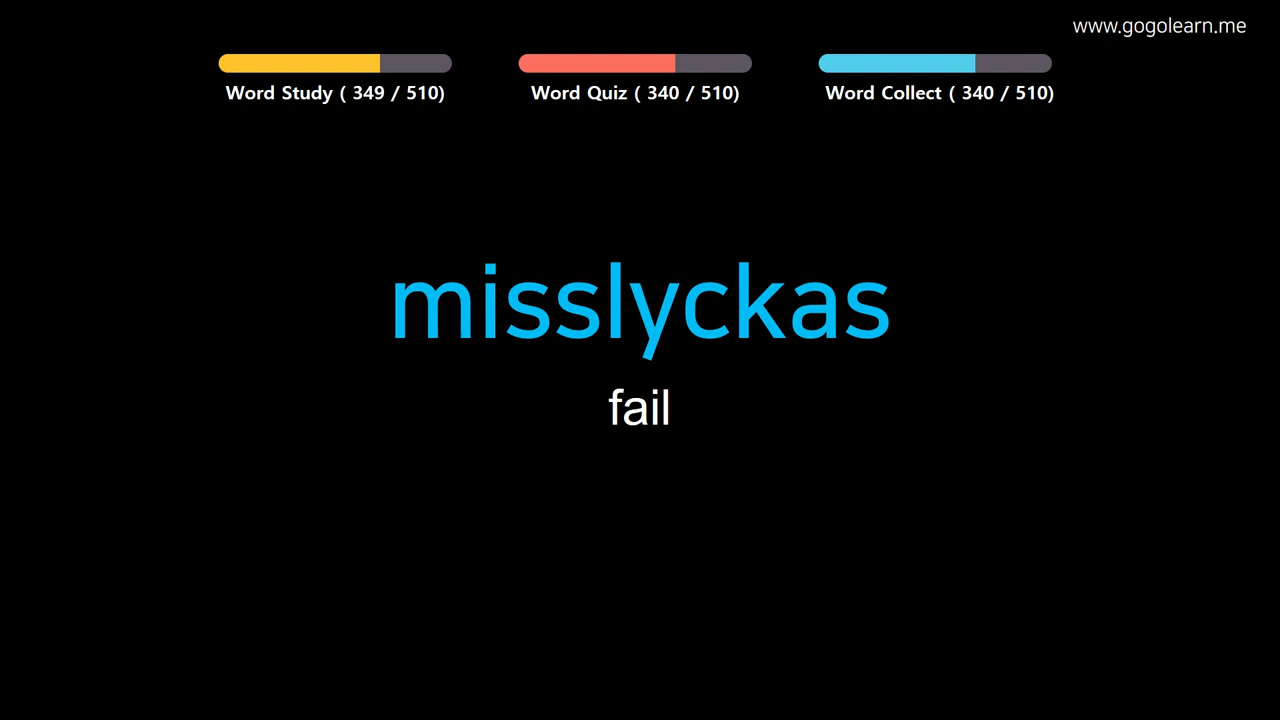 www.gogolearn.me
Word Study ( 349 / 510) Word Quiz ( 340 / 510) Word Collect ( 340 / 510)
misslyckas
fail